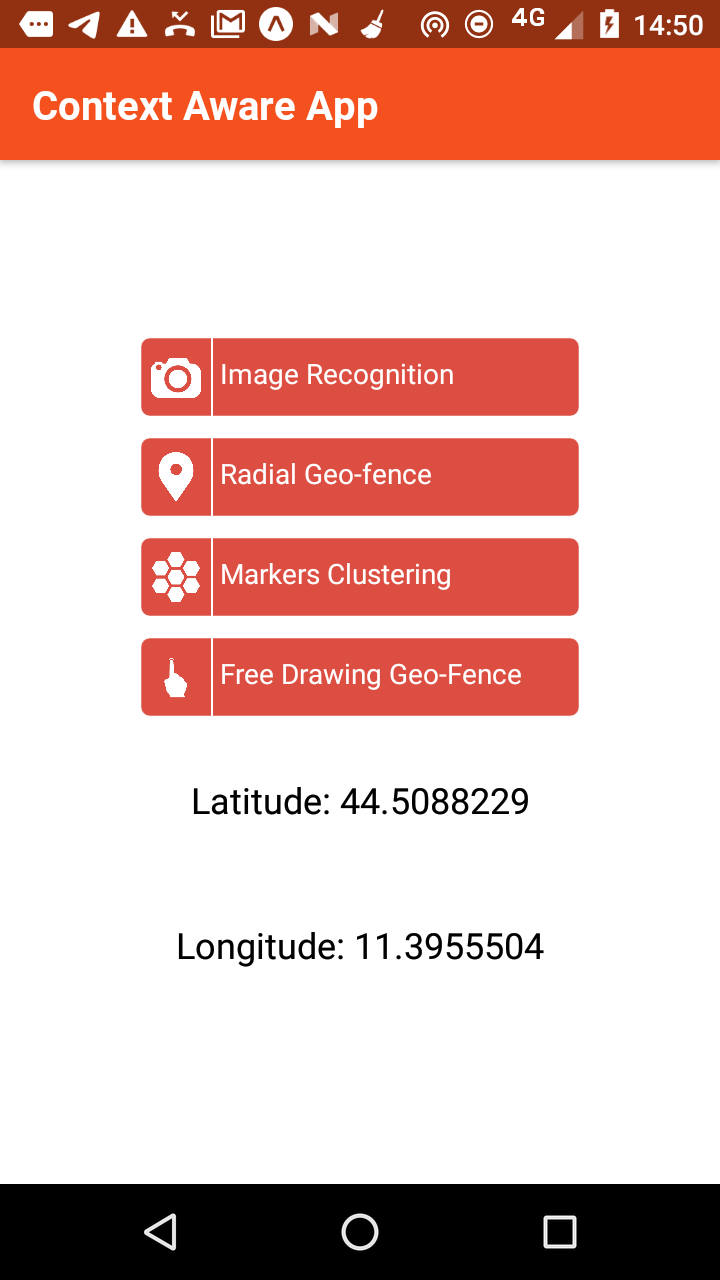 4G 14:50
Context Aware App
Image Recognition
Radial Geo-fence
Markers Clustering
Free Drawing Geo-Fence
Latitude: 44.5088229
Longitude: 11.3955504